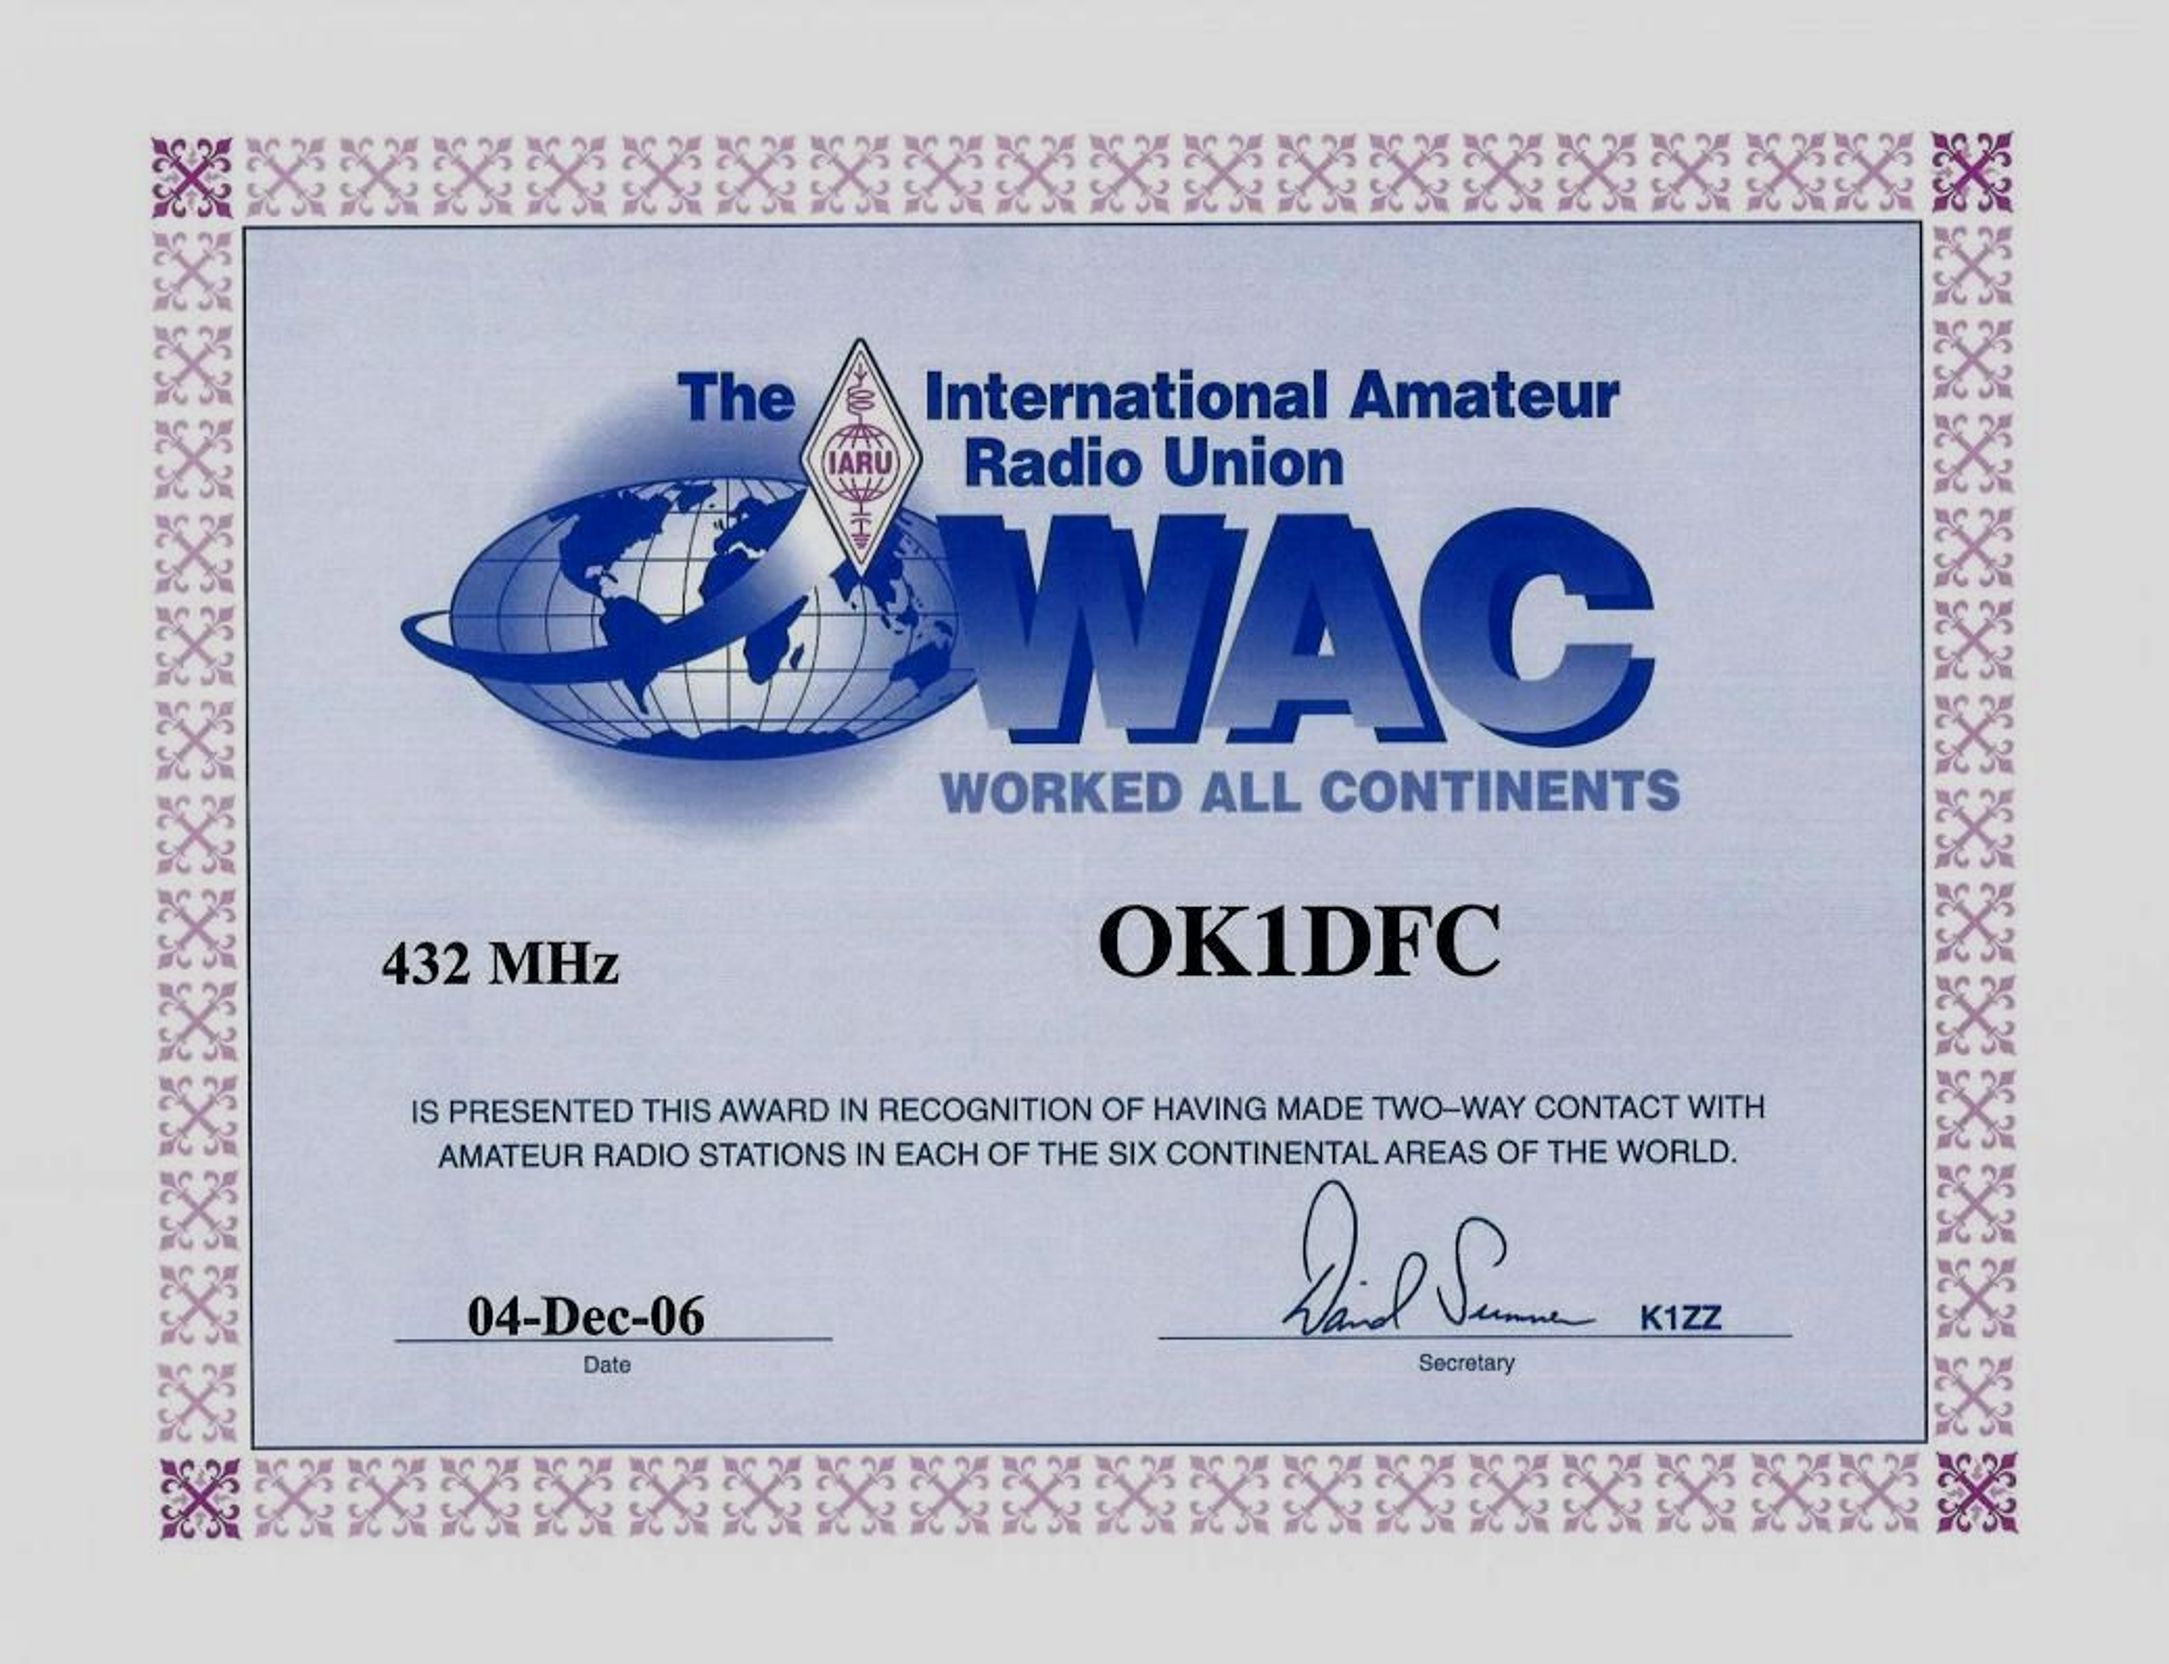 The International Amateur
Radio Union
IARU
WAC
WORKED ALL CONTINENTS
432 MHz
OK1DFC
IS PRESENTED THIS AWARD IN RECOGNITION OF HAVING MADE TWO–WAY CONTACT WITH
AMATEUR RADIO STATIONS IN EACH OF THE SIX CONTINENTAL AREAS OF THE WORLD.
04-Dec-06
David Sumner K1ZZ
Date
Secretary